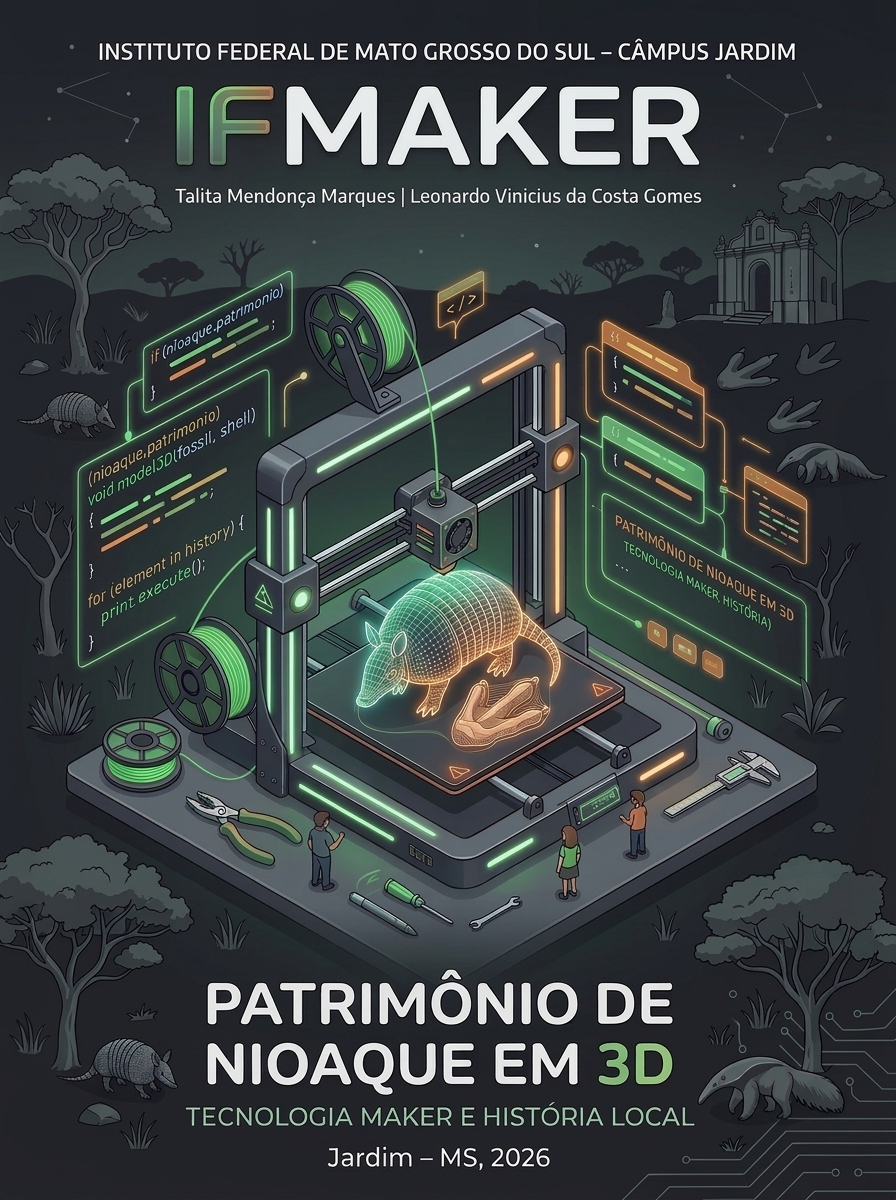 INSTITUTO FEDERAL DE MATO GROSSO DO SUL – CÂMPUS JARDIM
IFMAKER
Talita Mendonça Marques | Leonardo Vinicius da Costa Gomes
</>
if (nioaque.patrimonio)
;
}
(nioaque.patrimonio)
void model3D(fossil, shell)
{
;
}
for (element in history) {
print.execute();
}
{
}
{
PATRIMÔNIO DE NIOAQUE EM 3D
TECNOLOGIA MAKER, HISTÓRIA)
...
PATRIMÔNIO DE
NIOAQUE EM 3D
TECNOLOGIA MAKER E HISTÓRIA LOCAL
Jardim – MS, 2026